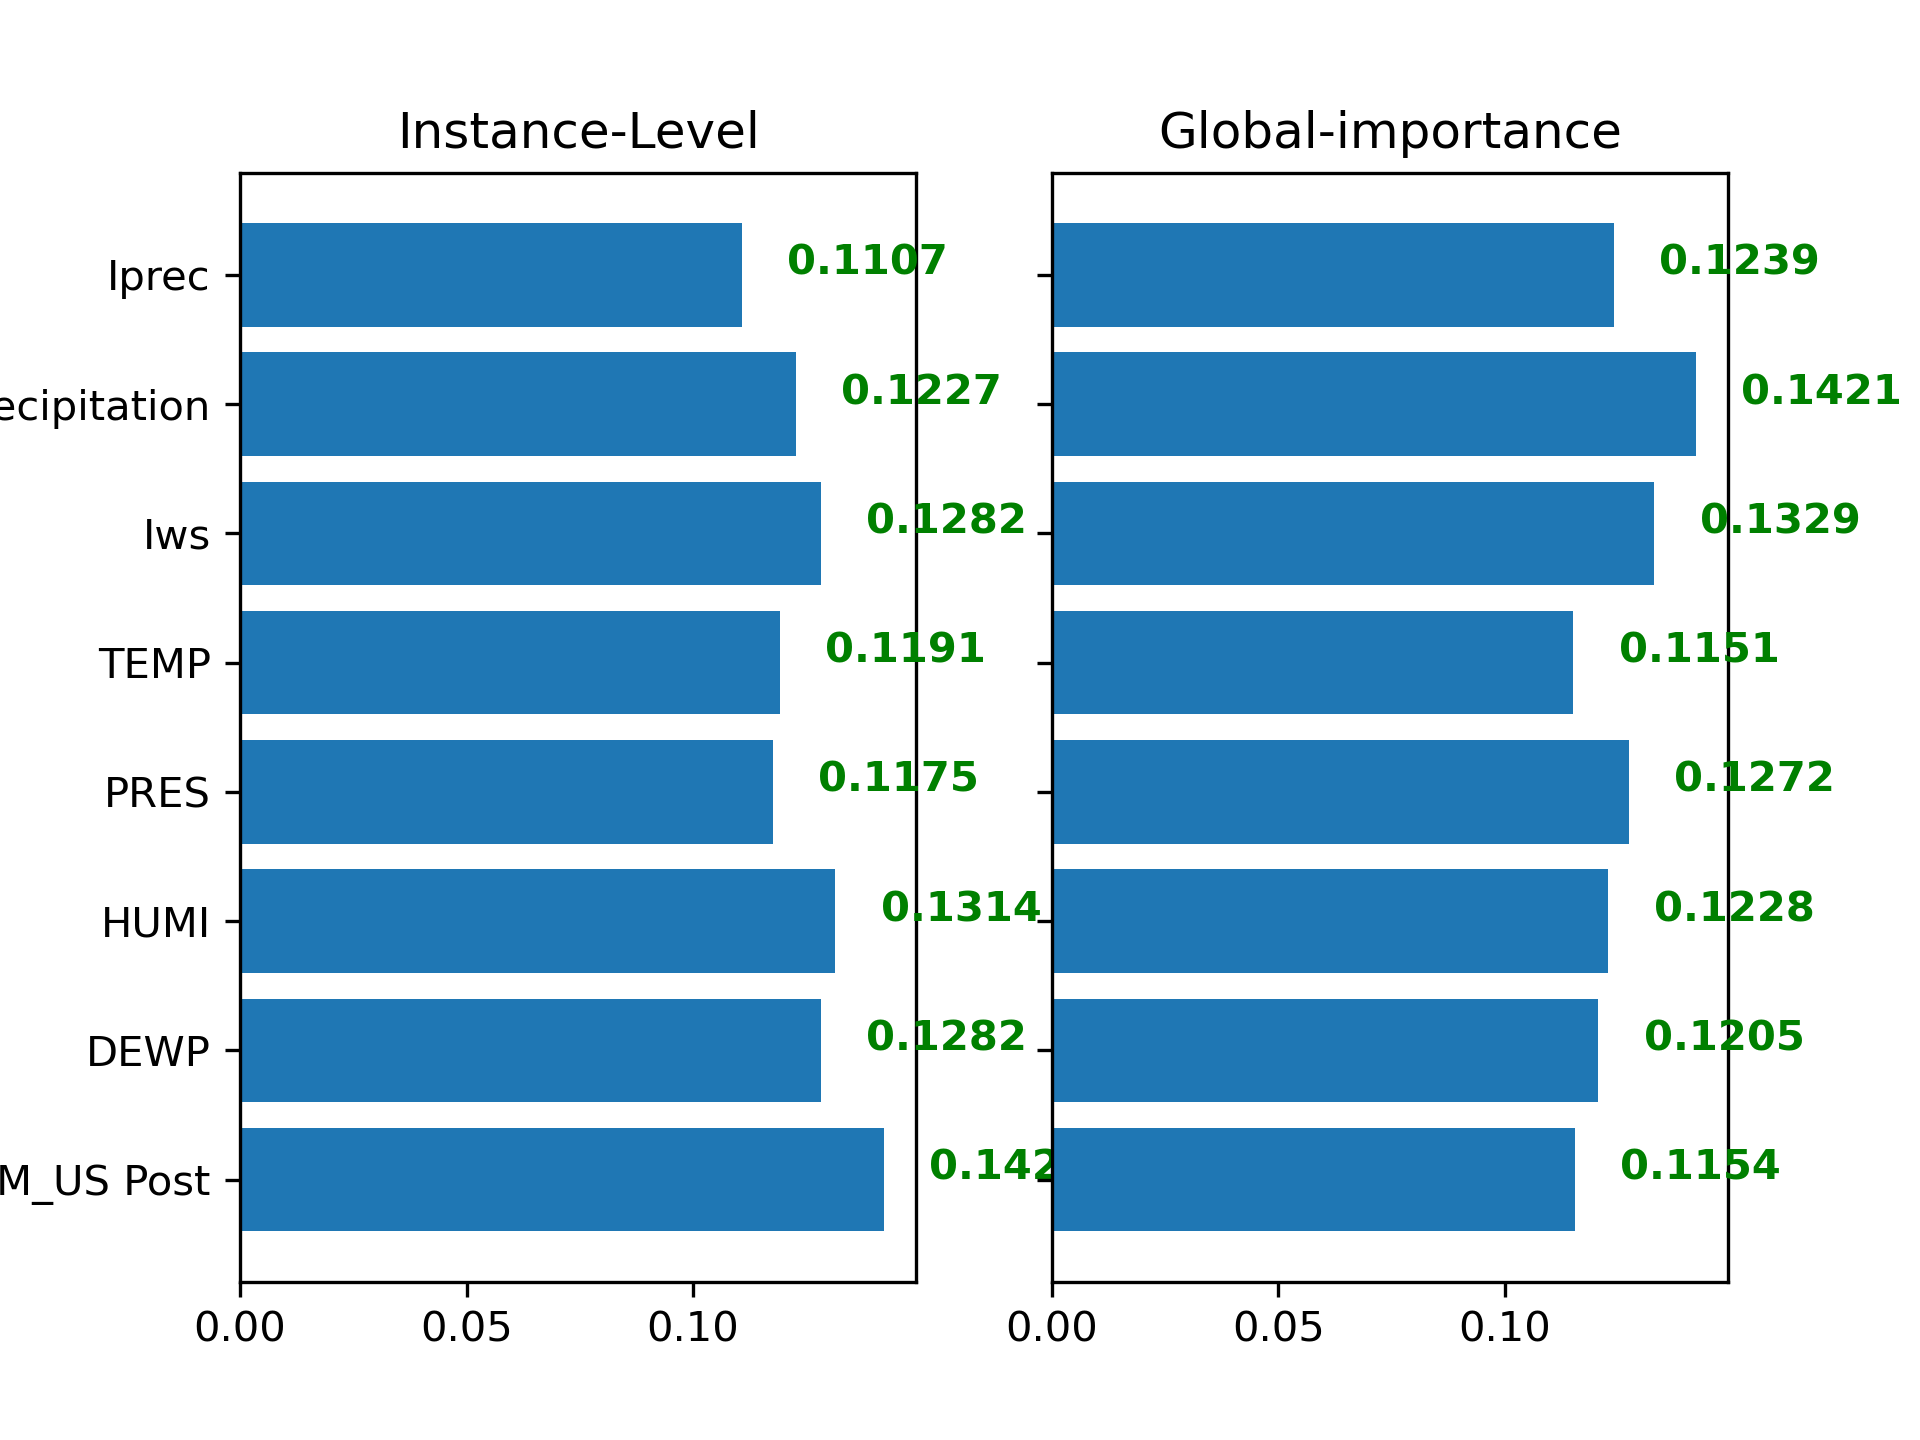 Instance-Level Global-importance
Iprec 0.1107 0.1239
ecipitation 0.1227 0.1421
Iws 0.1282 0.1329
TEMP 0.1191 0.1151
PRES 0.1175 0.1272
HUMI 0.1314 0.1228
DEWP 0.1282 0.1205
M_US Post 0.142 0.1154
0.00 0.05 0.10 0.00 0.05 0.10